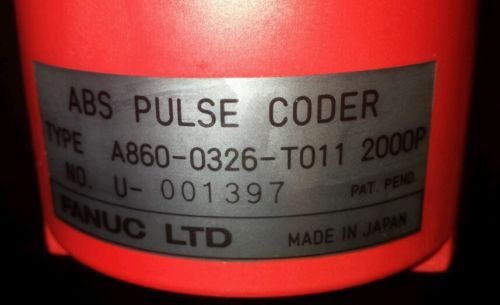 ABS PULSE CODER
TYPE A860-0326-T011 2000P
NO. U- 001397 PAT. PEND.
FANUC LTD MADE IN JAPAN